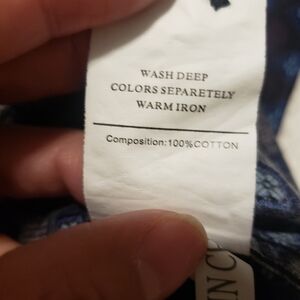 WASH DEEP
COLORS SEPARETELY
WARM IRON
Composition:100%COTTON